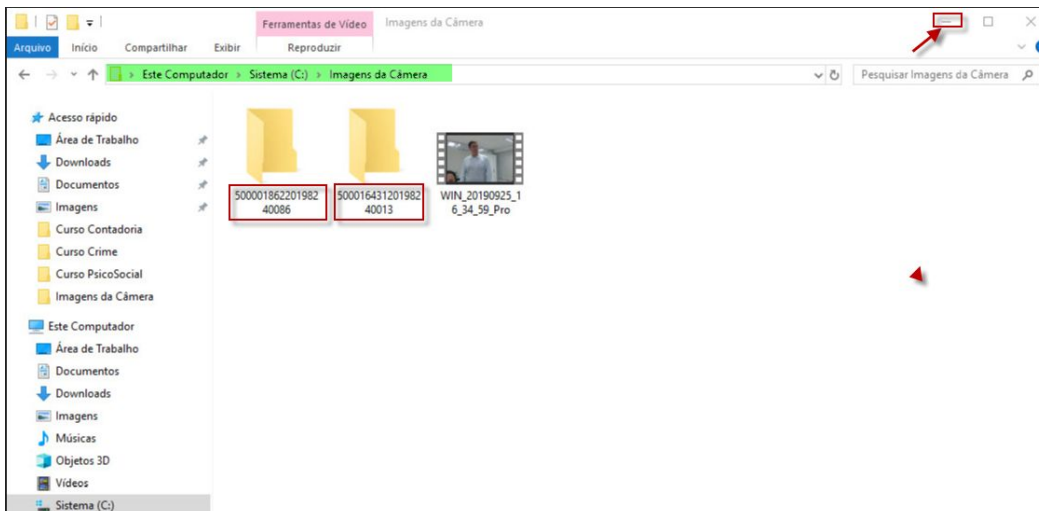 Ferramentas de Vídeo Imagens da Câmera
Arquivo Início Compartilhar Exibir Reproduzir
Este Computador > Sistema (C:) > Imagens da Câmera
Pesquisar Imagens da Câmera
Acesso rápido
Área de Trabalho
Downloads
Documentos
Imagens
Curso Contadoria
Curso Crime
Curso PsicoSocial
Imagens da Câmera
Este Computador
Área de Trabalho
Documentos
Downloads
Imagens
Músicas
Objetos 3D
Vídeos
Sistema (C:)
500001862201982
40086
500016431201982
40013
WIN_20190925_1
6_34_59_Pro